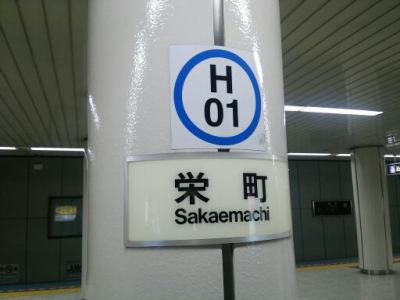 H
01
栄町
Sakaemachi